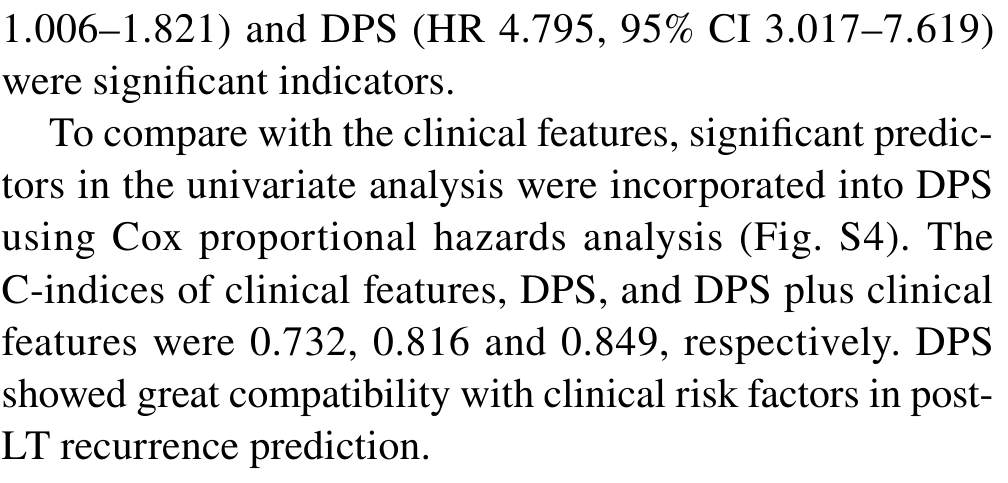 1.006–1.821) and DPS (HR 4.795, 95% CI 3.017–7.619)
were significant indicators.
To compare with the clinical features, significant predic-
tors in the univariate analysis were incorporated into DPS
using Cox proportional hazards analysis (Fig. S4). The
C-indices of clinical features, DPS, and DPS plus clinical
features were 0.732, 0.816 and 0.849, respectively. DPS
showed great compatibility with clinical risk factors in post-
LT recurrence prediction.